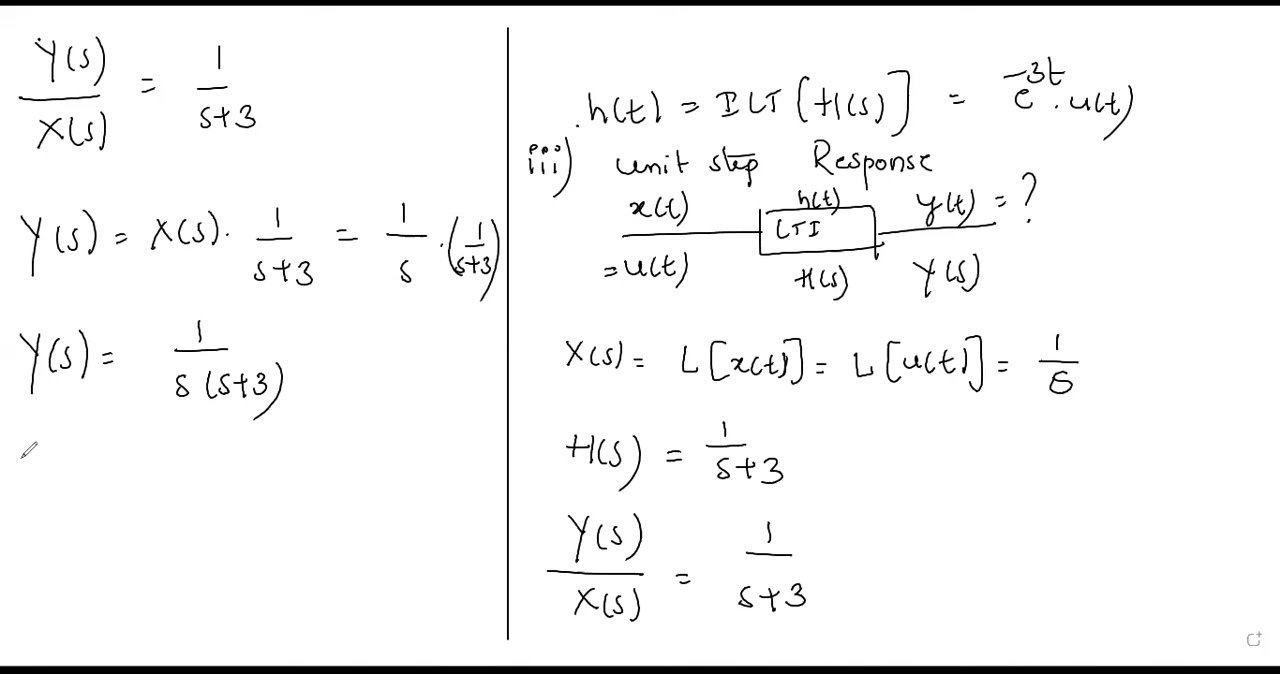 Y(s)/X(s) = 1/(s+3)
Y(s) = X(s) · 1/(s+3) = 1/s · (1/(s+3))
Y(s) = 1/(s(s+3))
h(t) = ILT[H(s)] = e^-3t · u(t)
iii) unit step Response
x(t) h(t) y(t) = ?
LTI
= u(t) H(s) Y(s)
X(s) = L[x(t)] = L[u(t)] = 1/s
H(s) = 1/(s+3)
Y(s)/X(s) = 1/(s+3)